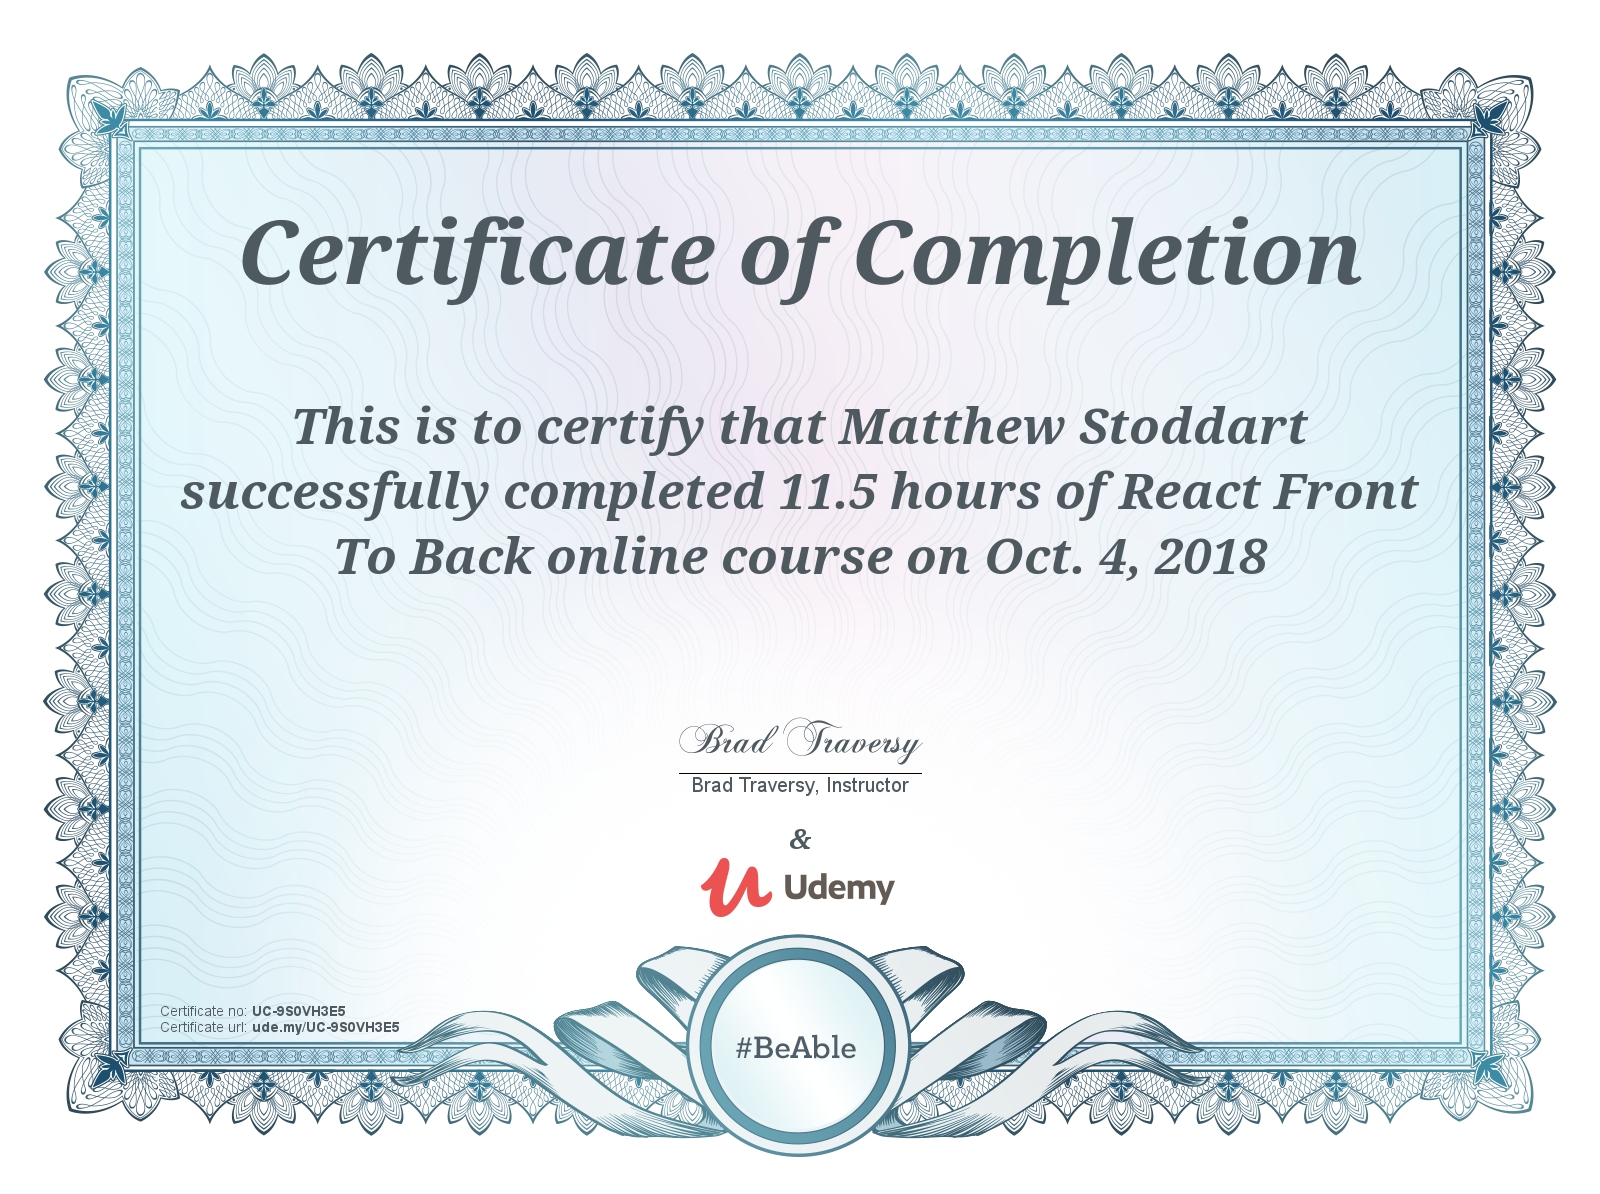 Certificate of Completion
This is to certify that Matthew Stoddart
successfully completed 11.5 hours of React Front
To Back online course on Oct. 4, 2018
Brad Traversy
Brad Traversy, Instructor
&
Udemy
Certificate no: UC-9S0VH3E5
Certificate url: ude.my/UC-9S0VH3E5
#BeAble